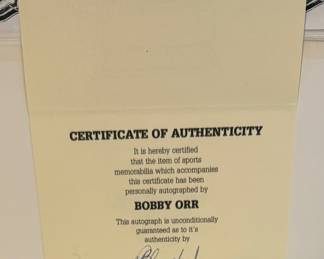 CERTIFICATE OF AUTHENTICITY
It is hereby certified
that the item of sports
memorabilia which accompanies
this certificate has been
personally autographed by
BOBBY ORR
This autograph is unconditionally
guaranteed as to it's
authenticity by